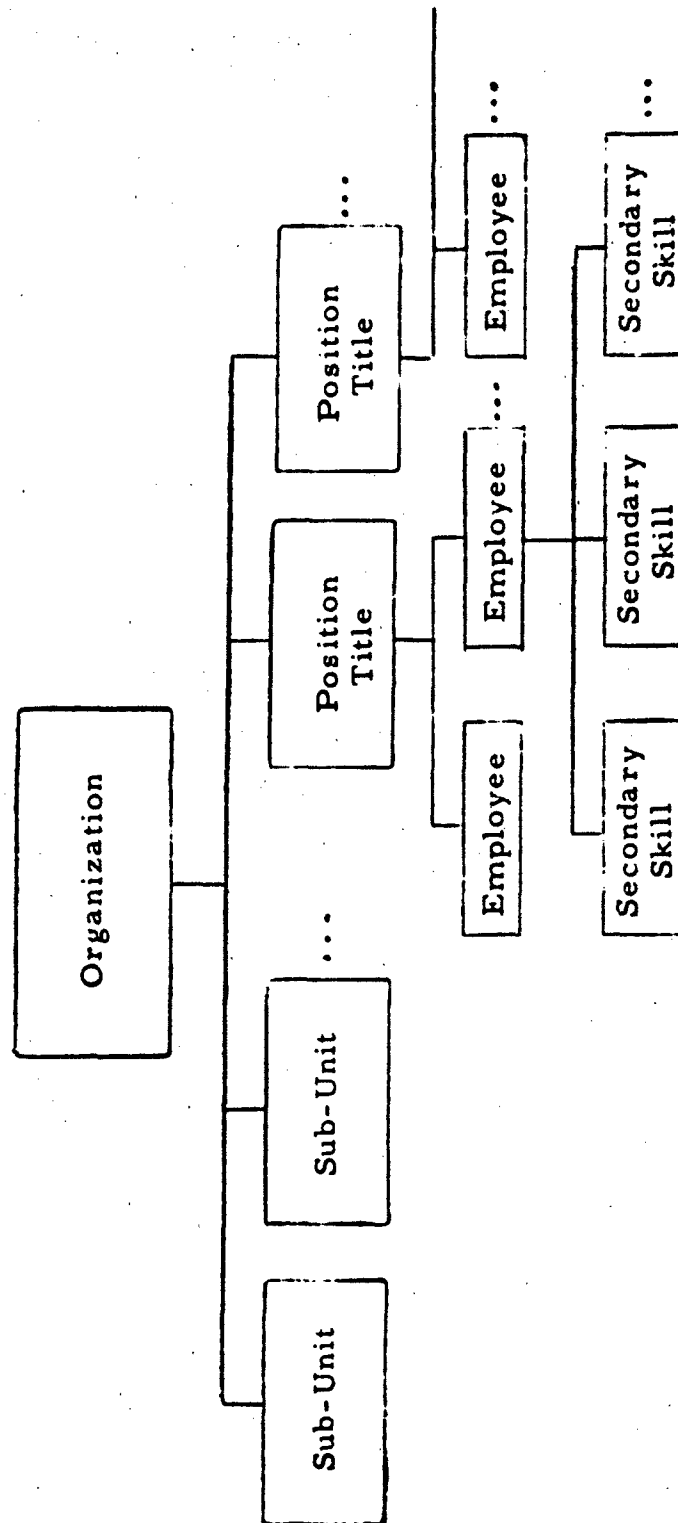 Organization
Sub-Unit
Sub-Unit
...
Position
Title
Position
Title
...
Employee
Employee
...
Employee
...
Secondary
Skill
Secondary
Skill
Secondary
Skill
...